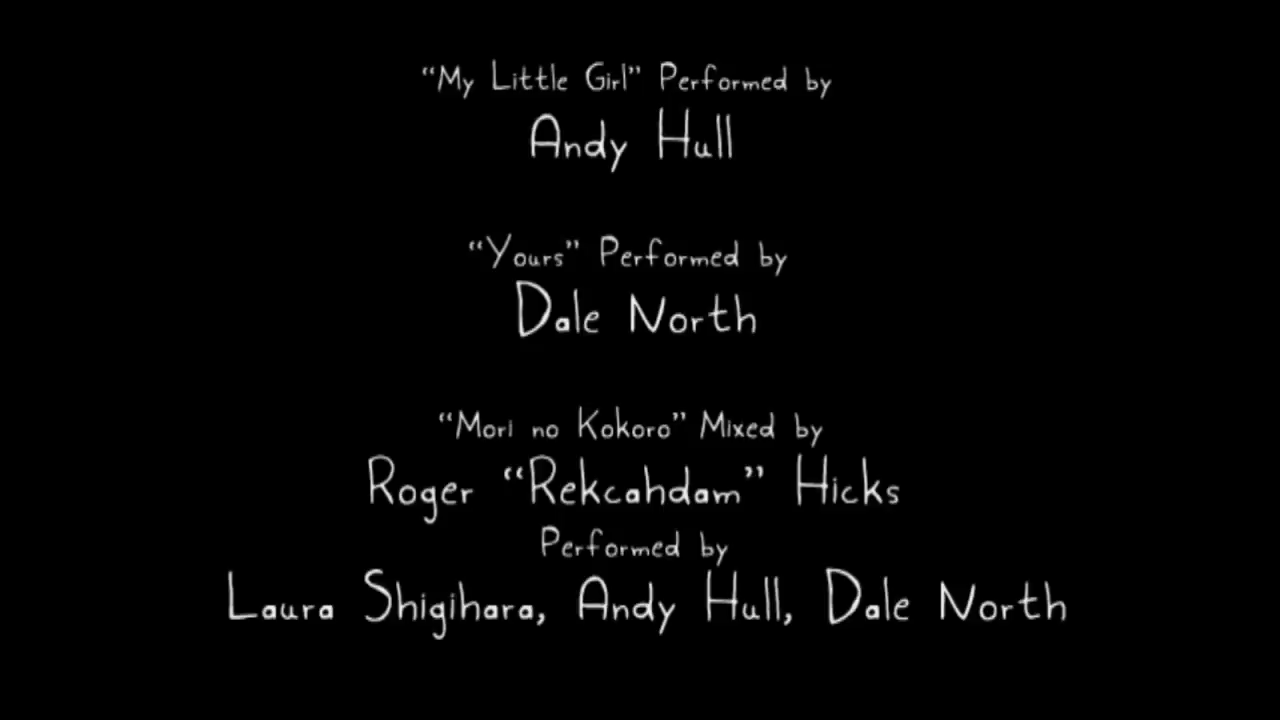 “My Little Girl” Performed by
Andy Hull
“Yours” Performed by
Dale North
“Mori no Kokoro” Mixed by
Roger “Rekcahdam” Hicks
Performed by
Laura Shigihara, Andy Hull, Dale North